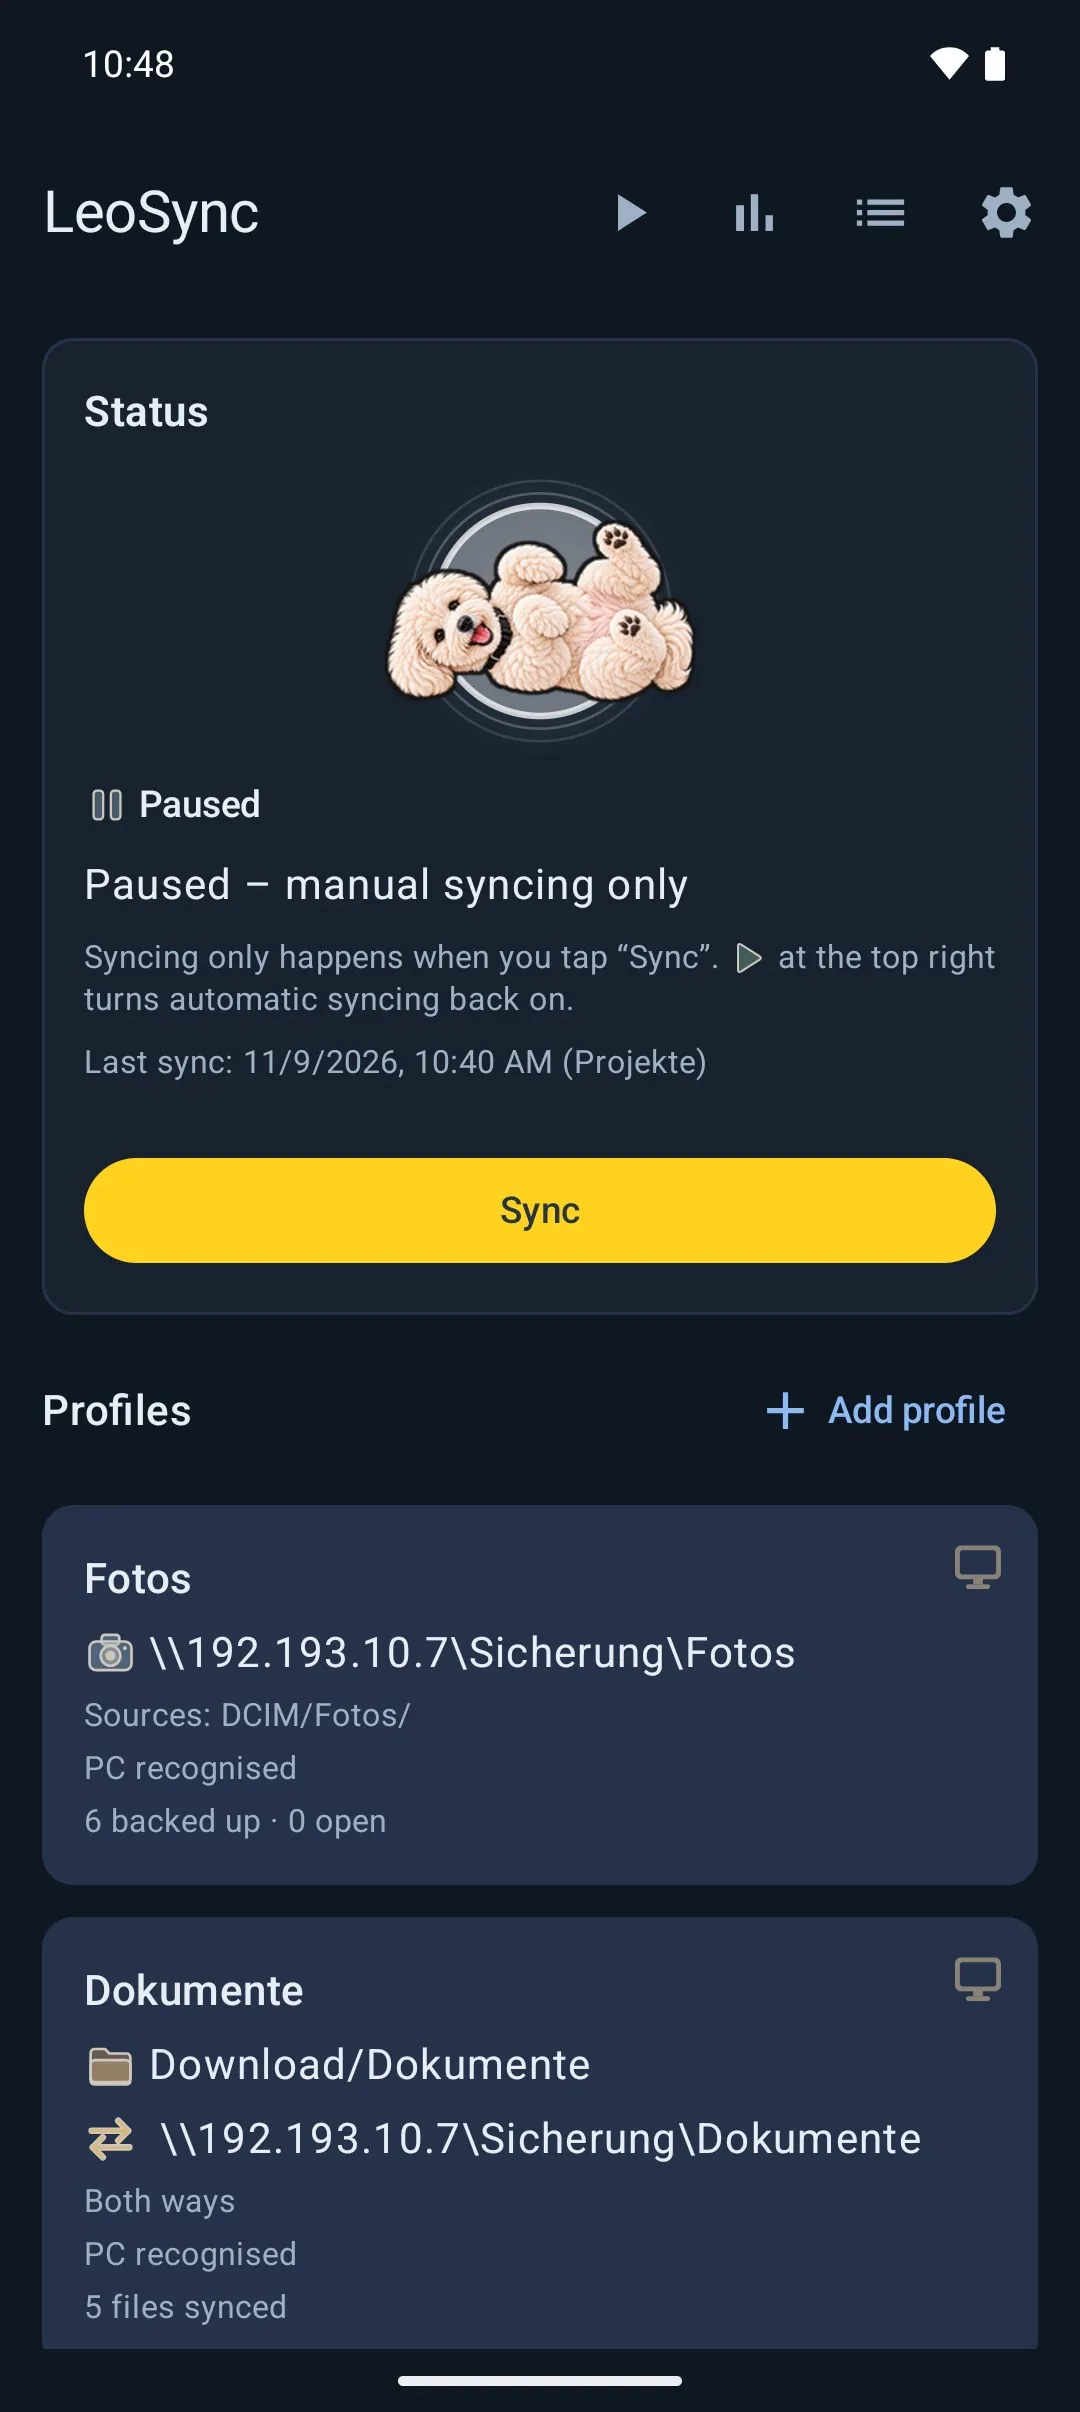 10:48
LeoSync
Status
Paused
Paused – manual syncing only
Syncing only happens when you tap “Sync”. at the top right
turns automatic syncing back on.
Last sync: 11/9/2026, 10:40 AM (Projekte)
Sync
Profiles
Add profile
Fotos
\\192.193.10.7\Sicherung\Fotos
Sources: DCIM/Fotos/
PC recognised
6 backed up · 0 open
Dokumente
Download/Dokumente
\\192.193.10.7\Sicherung\Dokumente
Both ways
PC recognised
5 files synced